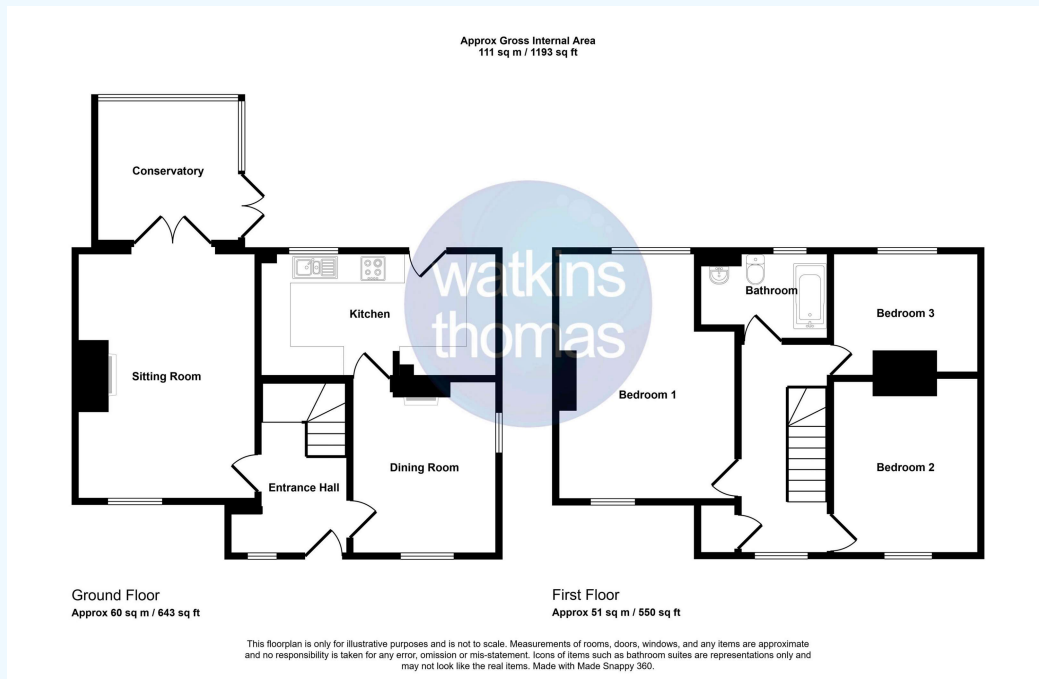 Approx Gross Internal Area
111 sq m / 1193 sq ft
Conservatory
watkins
thomas
Kitchen
Sitting Room
Dining Room
Entrance Hall
Bathroom
Bedroom 3
Bedroom 1
Bedroom 2
Ground Floor
Approx 60 sq m / 643 sq ft
First Floor
Approx 51 sq m / 550 sq ft
This floorplan is only for illustrative purposes and is not to scale. Measurements of rooms, doors, windows, and any items are approximate
and no responsibility is taken for any error, omission or mis-statement. Icons of items such as bathroom suites are representations only and
may not look like the real items. Made with Made Snappy 360.